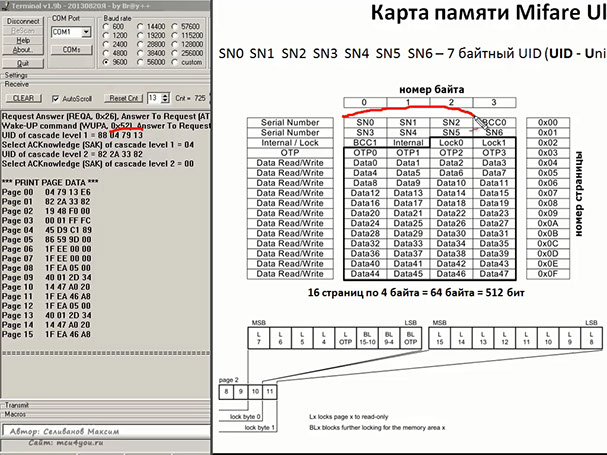 Terminal v1.9b - 20130820Я - by Br@y++
Disconnect
ReScan
Help
About..
Quit
COM Port
COM1
COMs
Baud rate
600 14400 57600
1200 19200 115200
2400 28800 128000
4800 38400 256000
9600 56000 custom
Settings
Receive
CLEAR AutoScroll Reset Cnt 13 Cnt = 725
Request Answer (REQA, 0x26), Answer To Request (AT
Wake-UP command (WUPA, 0x52), Answer To Request
UID of cascade level 1 = 88 04 79 13
Select ACKnowledge (SAK) of cascade level 1 = 04
UID of cascade level 2 = 82 2A 33 82
Select ACKnowledge (SAK) of cascade level 2 = 00
*** PRINT PAGE DATA ***
Page 00 04 79 13 E6
Page 01 82 2A 33 82
Page 02 19 48 F0 00
Page 03 00 01 FF FC
Page 04 45 D9 C1 89
Page 05 86 59 9D 00
Page 06 1F EE 00 00
Page 07 1F EE 00 00
Page 08 1F EA 05 00
Page 09 40 01 2D 34
Page 10 14 47 A0 20
Page 11 1F EA 46 A8
Page 12 1F EA 05 00
Page 13 40 01 2D 34
Page 14 14 47 A0 20
Page 15 1F EA 46 A8
Transmit
Macros
Автор: Селиванов Максим
Сайт: mcu4you.ru
Карта памяти Mifare Ul
SN0 SN1 SN2 SN3 SN4 SN5 SN6 – 7 байтный UID (UID - Uni
номер байта
0 1 2 3
Serial Number SN0 SN1 SN2 BCC0 0x00
Serial Number SN3 SN4 SN5 SN6 0x01
Internal / Lock BCC1 Internal Lock0 Lock1 0x02
OTP OTP0 OTP1 OTP2 OTP3 0x03
Data Read/Write Data0 Data1 Data2 Data3 0x04
Data Read/Write Data4 Data5 Data6 Data7 0x05
Data Read/Write Data8 Data9 Data10 Data11 0x06
Data Read/Write Data12 Data13 Data14 Data15 0x07
Data Read/Write Data16 Data17 Data18 Data19 0x08
Data Read/Write Data20 Data21 Data22 Data23 0x09
Data Read/Write Data24 Data25 Data26 Data27 0x0A
Data Read/Write Data28 Data29 Data30 Data31 0x0B
Data Read/Write Data32 Data33 Data34 Data35 0x0C
Data Read/Write Data36 Data37 Data38 Data39 0x0D
Data Read/Write Data40 Data41 Data42 Data43 0x0E
Data Read/Write Data44 Data45 Data46 Data47 0x0F
номер страницы
16 страниц по 4 байта = 64 байта = 512 бит
MSB LSB MSB
L 7 L 6 L 5 L 4 L OTP BL 15-10 BL 9-4 BL OTP L 15 L 14 L 13 L 12 L 11 L 10 L 9 L 8
page 2
8 9 10 11
lock byte 0
lock byte 1
Lx locks page x to read-only
BLx blocks further locking for the memory area x